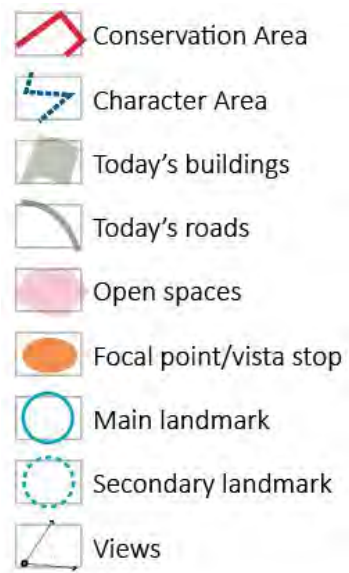 Conservation Area
Character Area
Today's buildings
Today's roads
Open spaces
Focal point/vista stop
Main landmark
Secondary landmark
Views